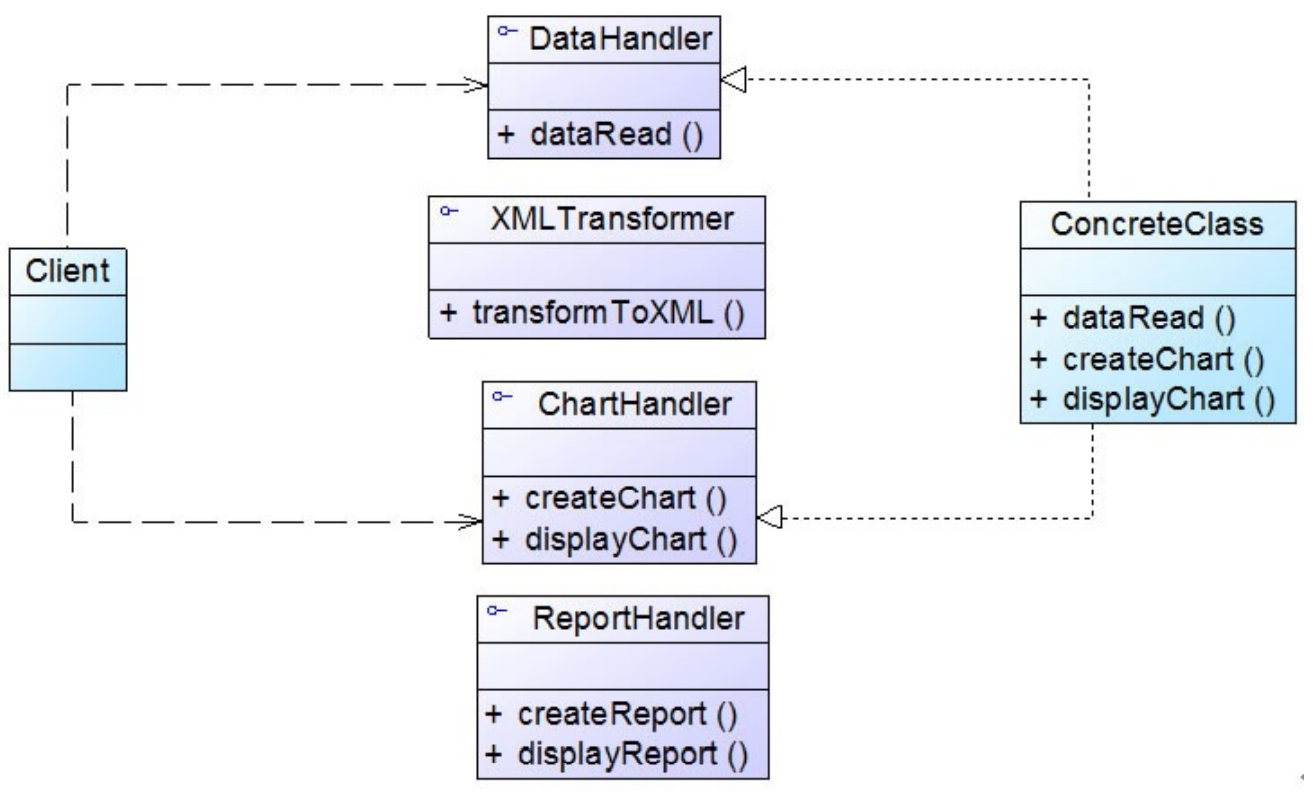 DataHandler
+ dataRead ()
XMLTransformer
+ transformToXML ()
Client
ConcreteClass
+ dataRead ()
+ createChart ()
+ displayChart ()
ChartHandler
+ createChart ()
+ displayChart ()
ReportHandler
+ createReport ()
+ displayReport ()